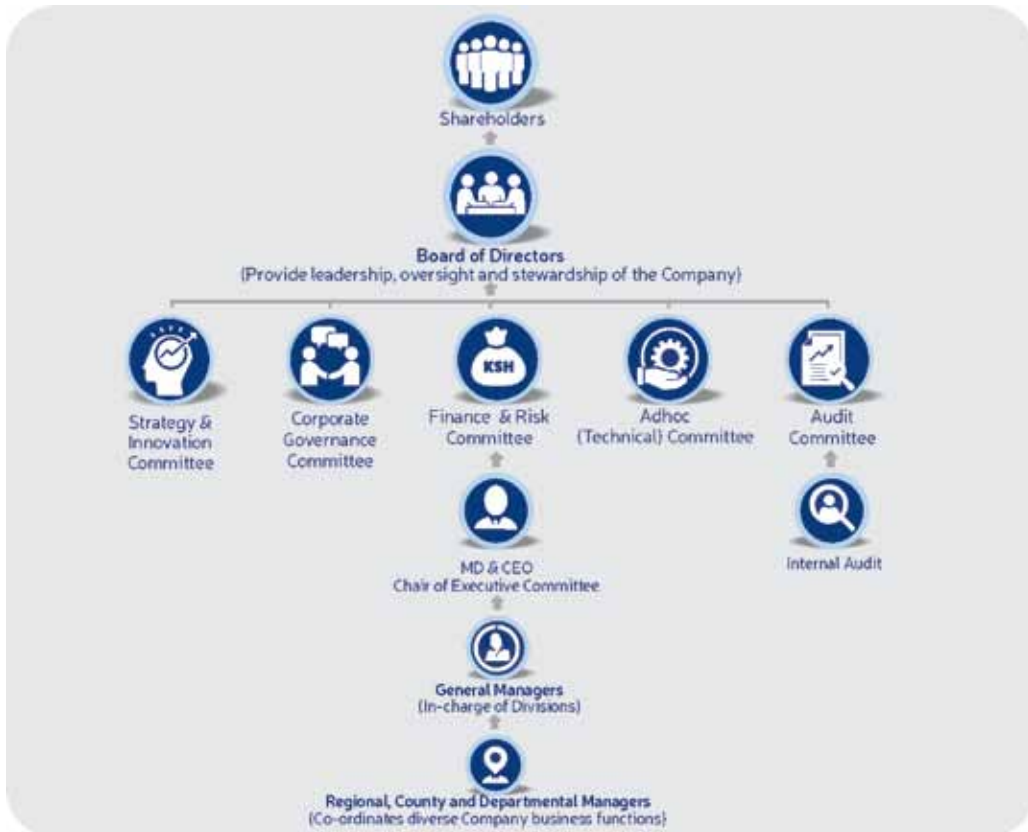 Shareholders
Board of Directors
(Provide leadership, oversight and stewardship of the Company)
KSH
Strategy &
Innovation
Committee
Corporate
Governance
Committee
Finance & Risk
Committee
Adhoc
(Technical) Committee
Audit
Committee
MD & CEO
Chair of Executive Committee
Internal Audit
General Managers
(In-charge of Divisions)
Regional, County and Departmental Managers
(Co-ordinates diverse Company business functions)